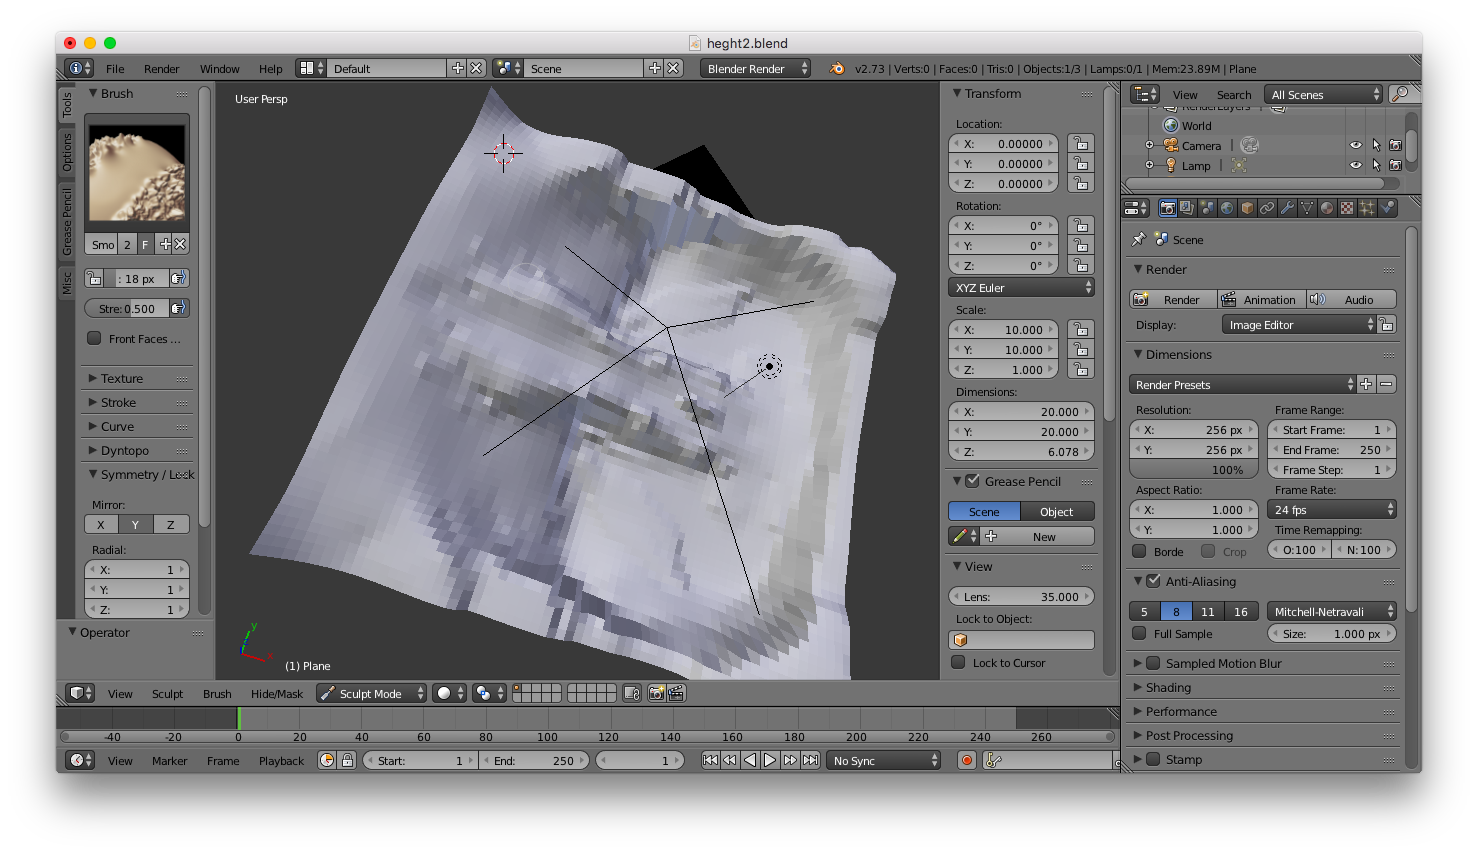 heght2.blend
File Render Window Help Default Scene Blender Render v2.73 | Verts:0 | Faces:0 | Tris:0 | Objects:1/3 | Lamps:0/1 | Mem:23.89M | Plane
Tools
Options
Grease Pencil
Misc
Brush
Smo 2 F
: 18 px
Stre: 0.500
Front Faces ...
Texture
Stroke
Curve
Dyntopo
Symmetry / Lock
Mirror:
X Y Z
Radial:
X: 1
Y: 1
Z: 1
Operator
User Persp
y
(1) Plane
Transform
Location:
X: 0.00000
Y: 0.00000
Z: 0.00000
Rotation:
X: 0°
Y: 0°
Z: 0°
XYZ Euler
Scale:
X: 10.000
Y: 10.000
Z: 1.000
Dimensions:
X: 20.000
Y: 20.000
Z: 6.078
Grease Pencil
Scene Object
New
View
Lens: 35.000
Lock to Object:
Lock to Cursor
View Search All Scenes
RenderLayers
World
Camera
Lamp
Scene
Render
Render Animation Audio
Display: Image Editor
Dimensions
Render Presets
Resolution: Frame Range:
X: 256 px Start Frame: 1
Y: 256 px End Frame: 250
100% Frame Step: 1
Aspect Ratio: Frame Rate:
X: 1.000 24 fps
Y: 1.000 Time Remapping:
Borde Crop O:100 N:100
Anti-Aliasing
5 8 11 16 Mitchell-Netravali
Full Sample Size: 1.000 px
Sampled Motion Blur
Shading
Performance
Post Processing
Stamp
View Sculpt Brush Hide/Mask Sculpt Mode
-40 -20 0 20 40 60 80 100 120 140 160 180 200 220 240 260
View Marker Frame Playback Start: 1 End: 250 1 No Sync